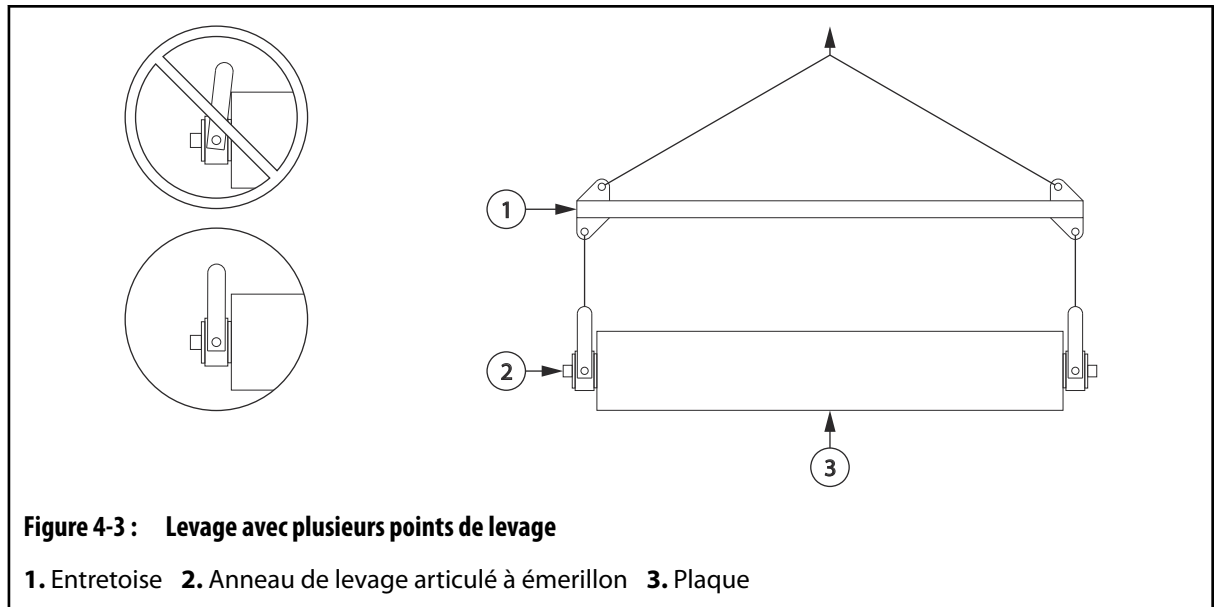 1
2
3
Figure 4-3 : Levage avec plusieurs points de levage
1. Entretoise 2. Anneau de levage articulé à émerillon 3. Plaque